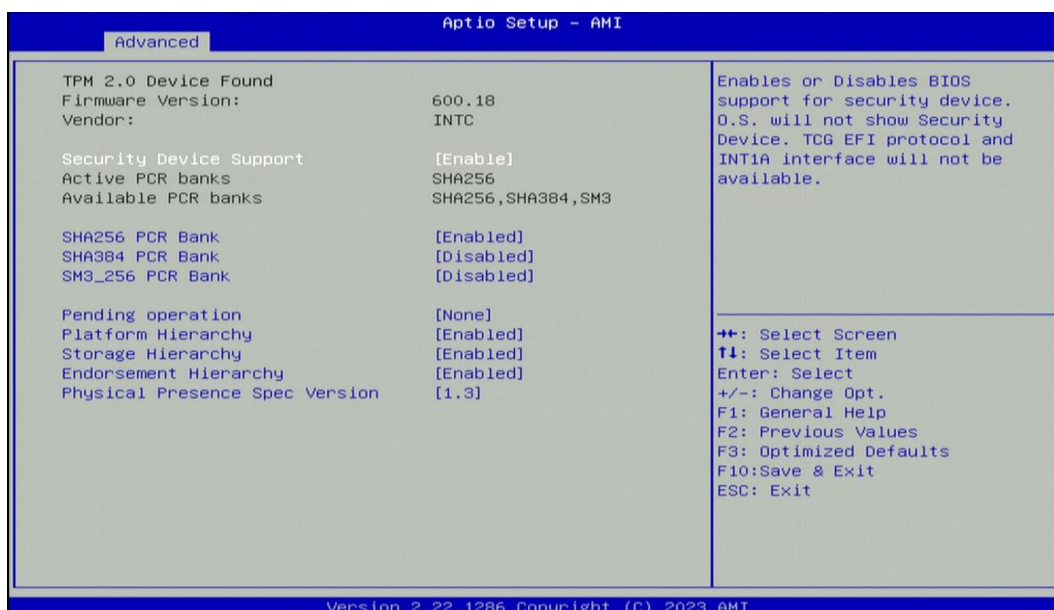 Aptio Setup - AMI
Advanced
TPM 2.0 Device Found
Firmware Version: 600.18
Vendor: INTC
Security Device Support [Enable]
Active PCR banks SHA256
Available PCR banks SHA256,SHA384,SM3
SHA256 PCR Bank [Enabled]
SHA384 PCR Bank [Disabled]
SM3_256 PCR Bank [Disabled]
Pending operation [None]
Platform Hierarchy [Enabled]
Storage Hierarchy [Enabled]
Endorsement Hierarchy [Enabled]
Physical Presence Spec Version [1.3]
Enables or Disables BIOS
support for security device.
O.S. will not show Security
Device. TCG EFI protocol and
INT1A interface will not be
available.
→←: Select Screen
↑↓: Select Item
Enter: Select
+/-: Change Opt.
F1: General Help
F2: Previous Values
F3: Optimized Defaults
F10:Save & Exit
ESC: Exit
Version 2.22.1286 Copyright (C) 2023 AMI